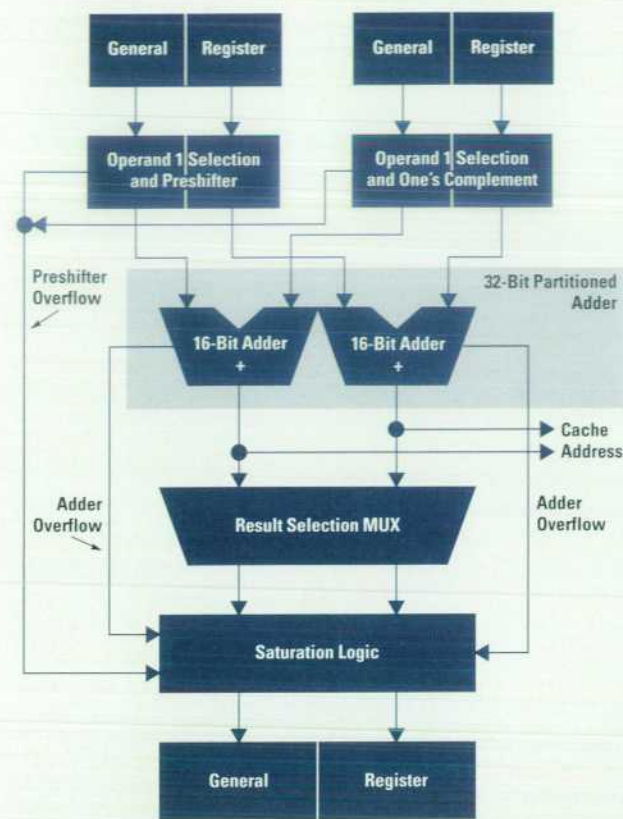 General Register
General Register
Operand 1 Selection
and Preshifter
Operand 1 Selection
and One's Complement
Preshifter
Overflow
32-Bit Partitioned
Adder
16-Bit Adder
+
16-Bit Adder
+
Cache
Address
Adder
Overflow
Result Selection MUX
Adder
Overflow
Saturation Logic
General Register